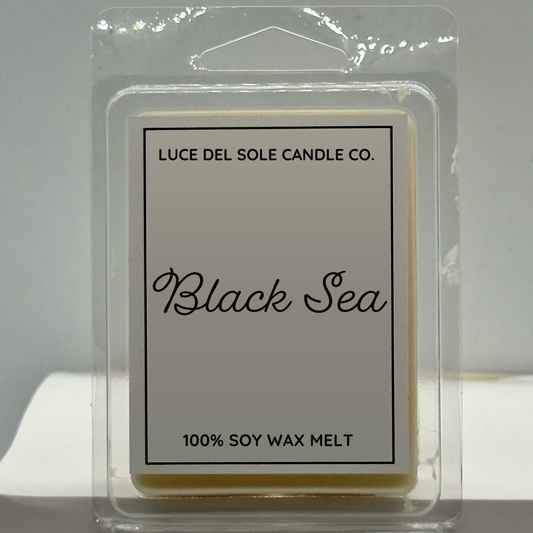 LUCE DEL SOLE CANDLE CO.
Black Sea
100% SOY WAX MELT